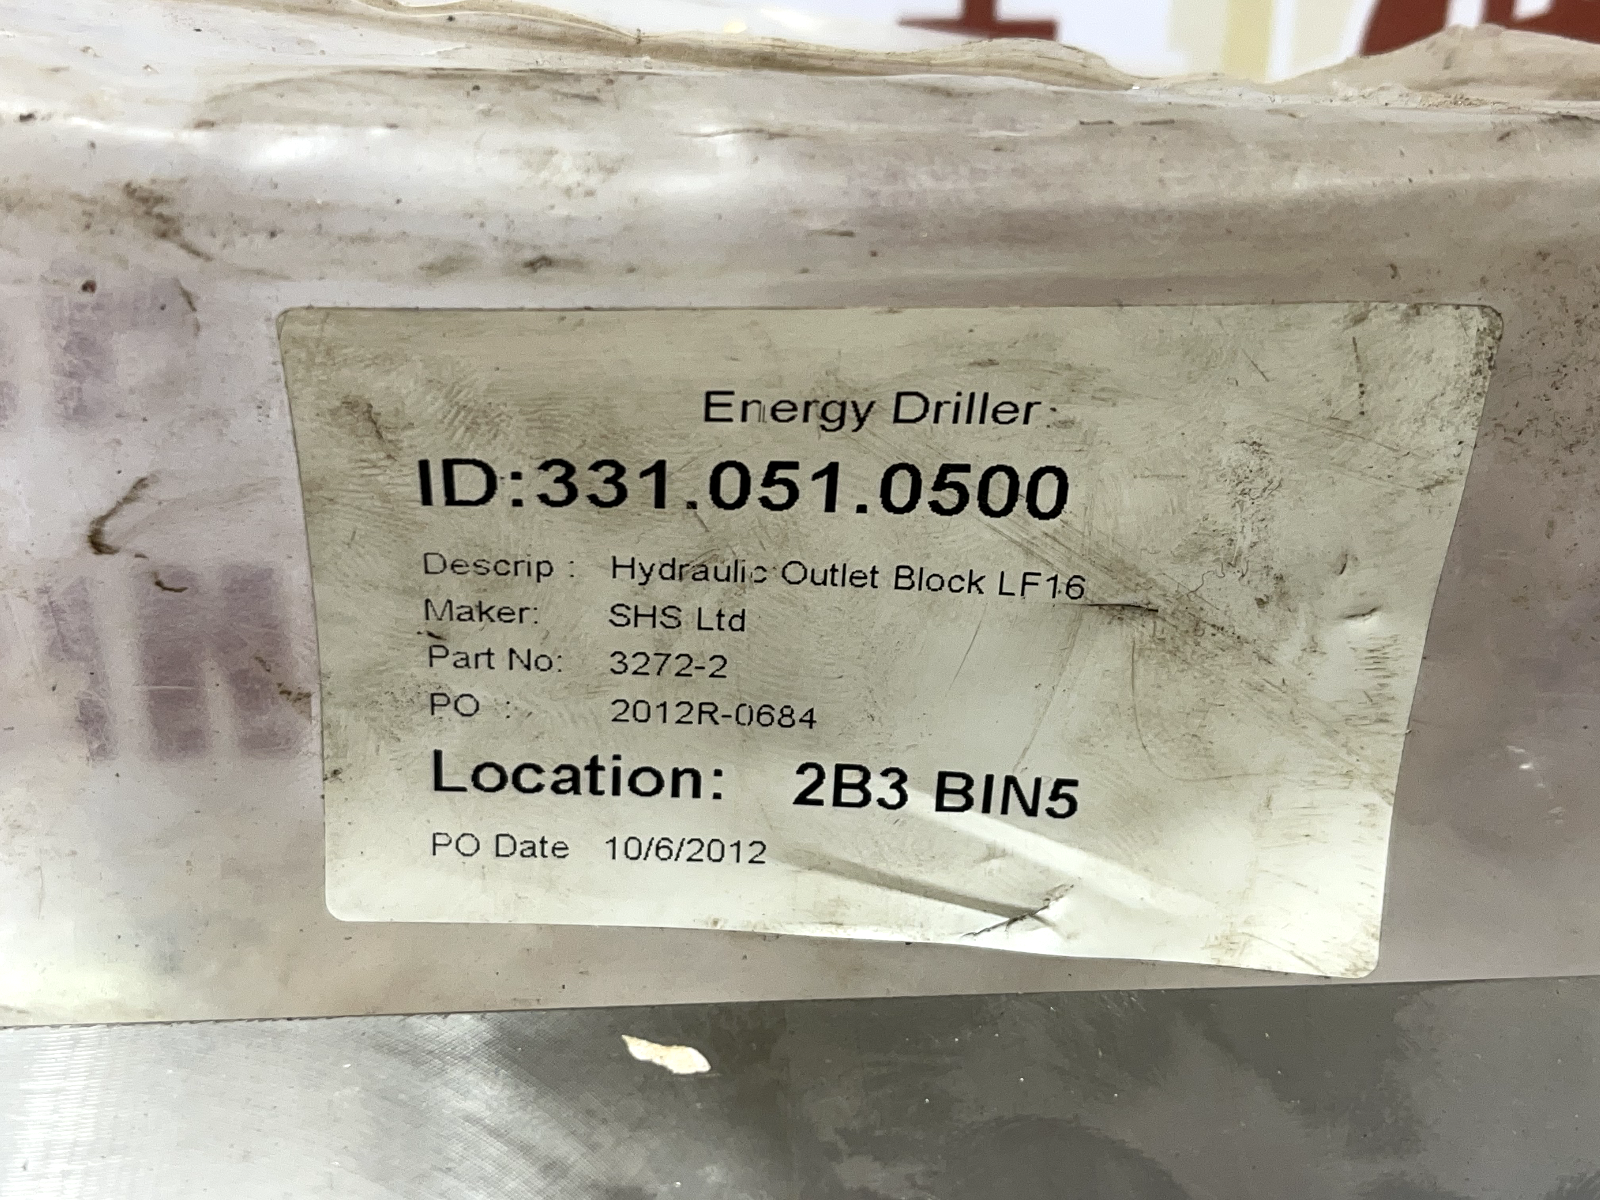 Energy Driller
ID:331.051.0500
Descrip : Hydraulic Outlet Block LF16
Maker: SHS Ltd
Part No: 3272-2
PO : 2012R-0684
Location: 2B3 BIN5
PO Date 10/6/2012